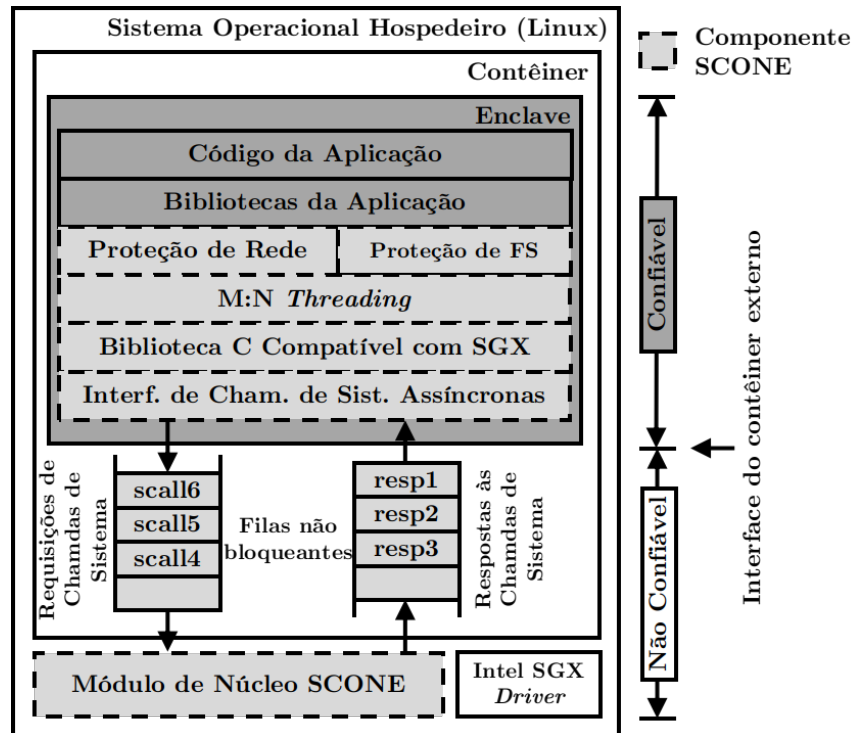 Sistema Operacional Hospedeiro (Linux)
Componente
SCONE
Contêiner
Enclave
Código da Aplicação
Bibliotecas da Aplicação
Proteção de Rede
Proteção de FS
M:N Threading
Biblioteca C Compatível com SGX
Interf. de Cham. de Sist. Assíncronas
Requisições de
Chamdas de
Sistema
scall6
scall5
scall4
Filas não
bloqueantes
resp1
resp2
resp3
Respostas às
Chamdas de
Sistema
Módulo de Núcleo SCONE
Intel SGX
Driver
Confiável
Não Confiável
Interface do contêiner externo